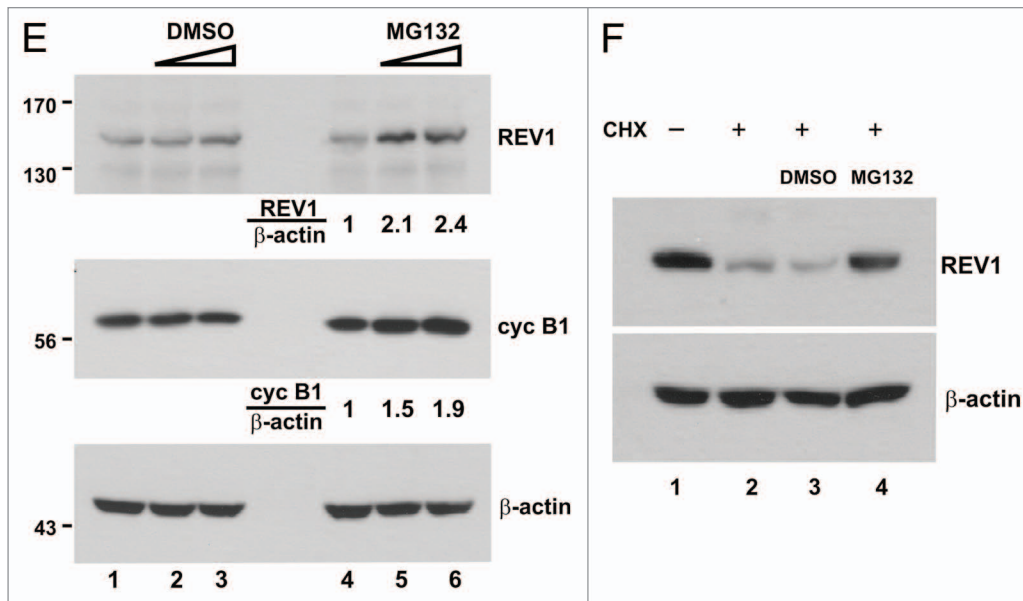 E
DMSO MG132
170
REV1
130
REV1
β-actin
1 2.1 2.4
cyc B1
56
cyc B1
β-actin
1 1.5 1.9
β-actin
43
1 2 3 4 5 6
F
CHX – + + +
DMSO MG132
REV1
β-actin
1 2 3 4